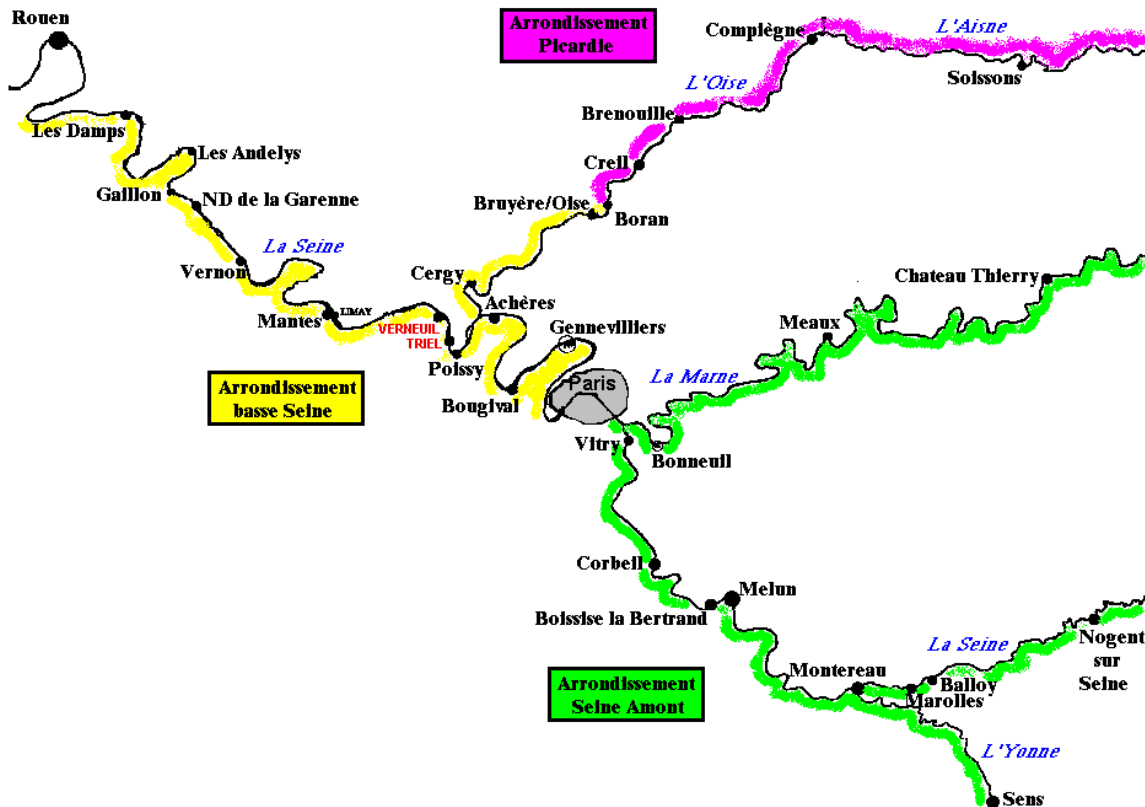 Rouen
Arrondissement
Picardie
Compiègne
L'Aisne
Soissons
L'Oise
Brenouille
Les Damps
Les Andelys
Creil
Gaillon
ND de la Garenne
Bruyère/Oise
Boran
La Seine
Vernon
Cergy
Chateau Thierry
Achères
Mantes
LIMAY
VERNEUIL
TRIEL
Gennevilliers
Meaux
Poissy
Arrondissement
basse Seine
Bougival
Paris
La Marne
Vitry
Bonneuil
Corbeil
Melun
Boissise la Bertrand
La Seine
Nogent
sur
Seine
Montereau
Balloy
Marolles
Arrondissement
Seine Amont
L'Yonne
Sens